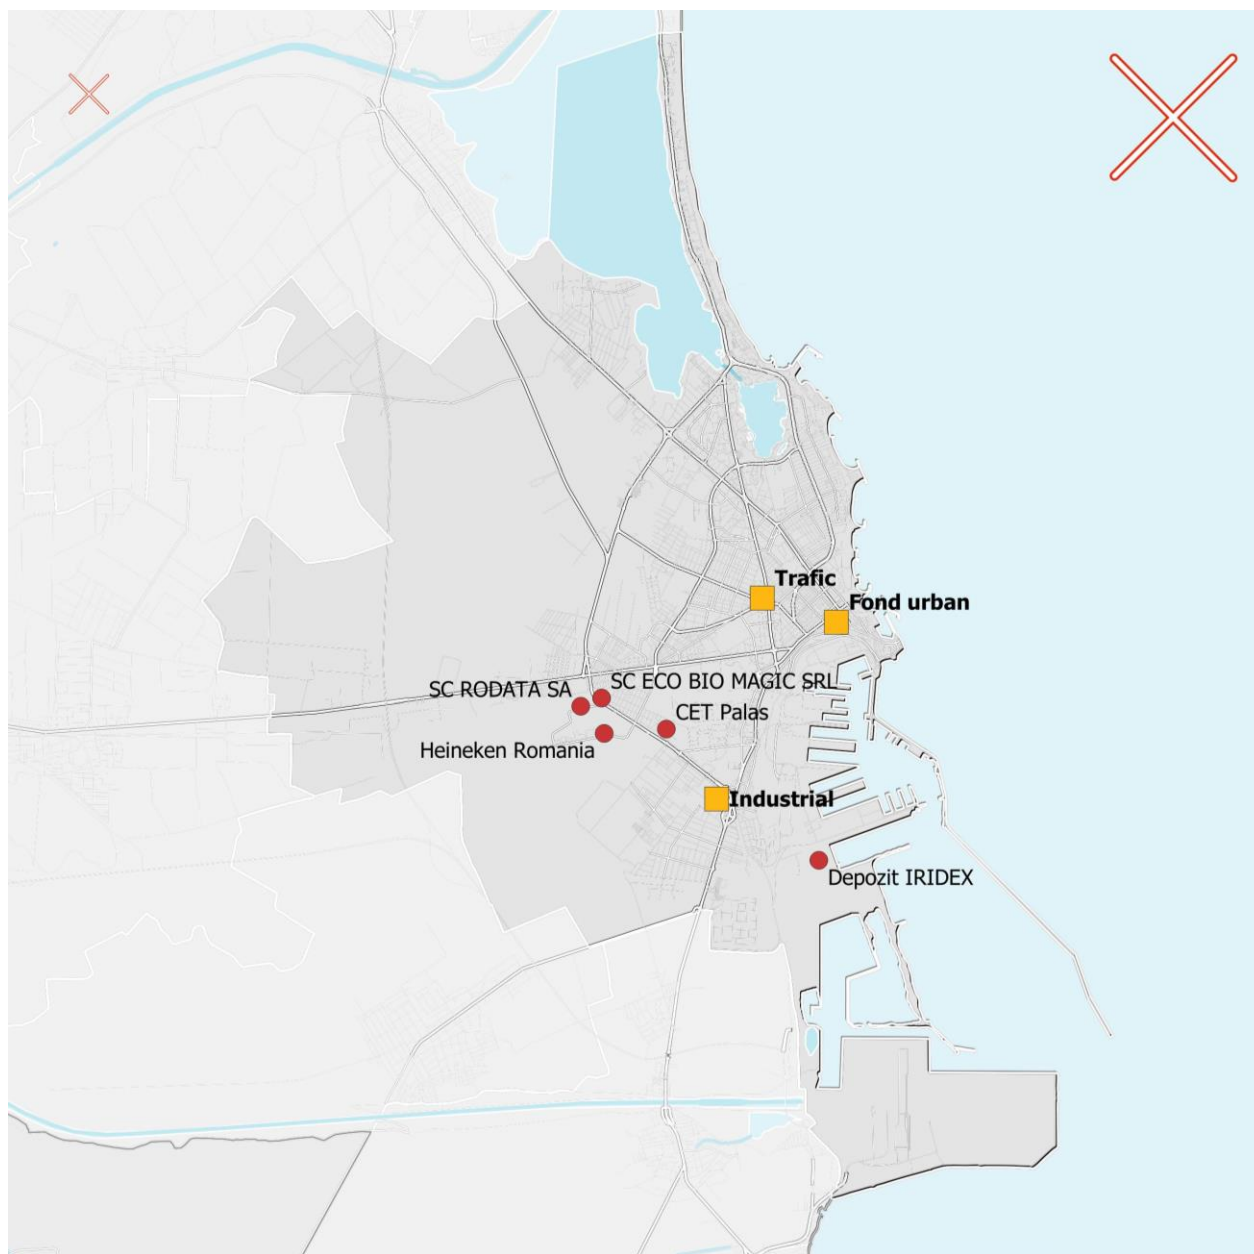 Trafic
Fond urban
SC ECO BIO MAGIC SRL
SC RODATA SA
CET Palas
Heineken Romania
Industrial
Depozit IRIDEX